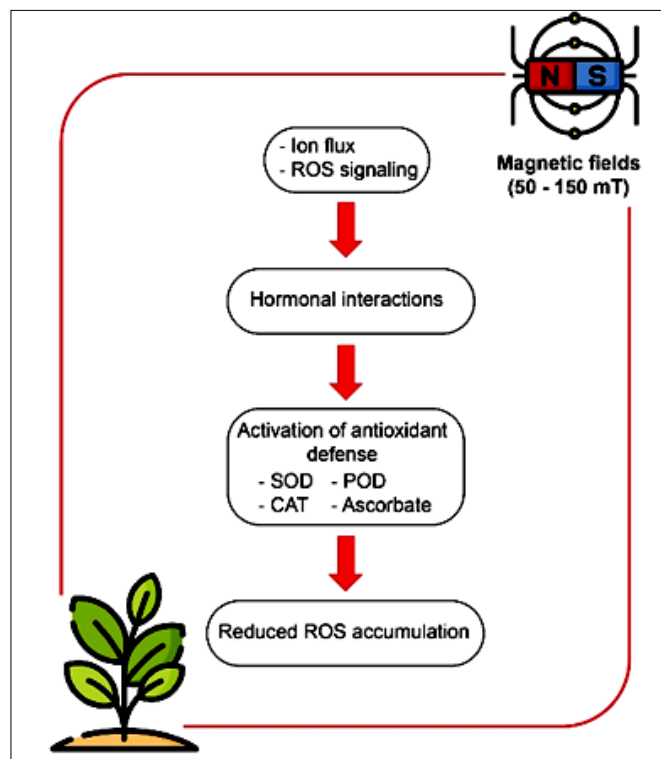 N S
Magnetic fields
(50 - 150 mT)
- Ion flux
- ROS signaling
Hormonal interactions
Activation of antioxidant
defense
- SOD - POD
- CAT - Ascorbate
Reduced ROS accumulation